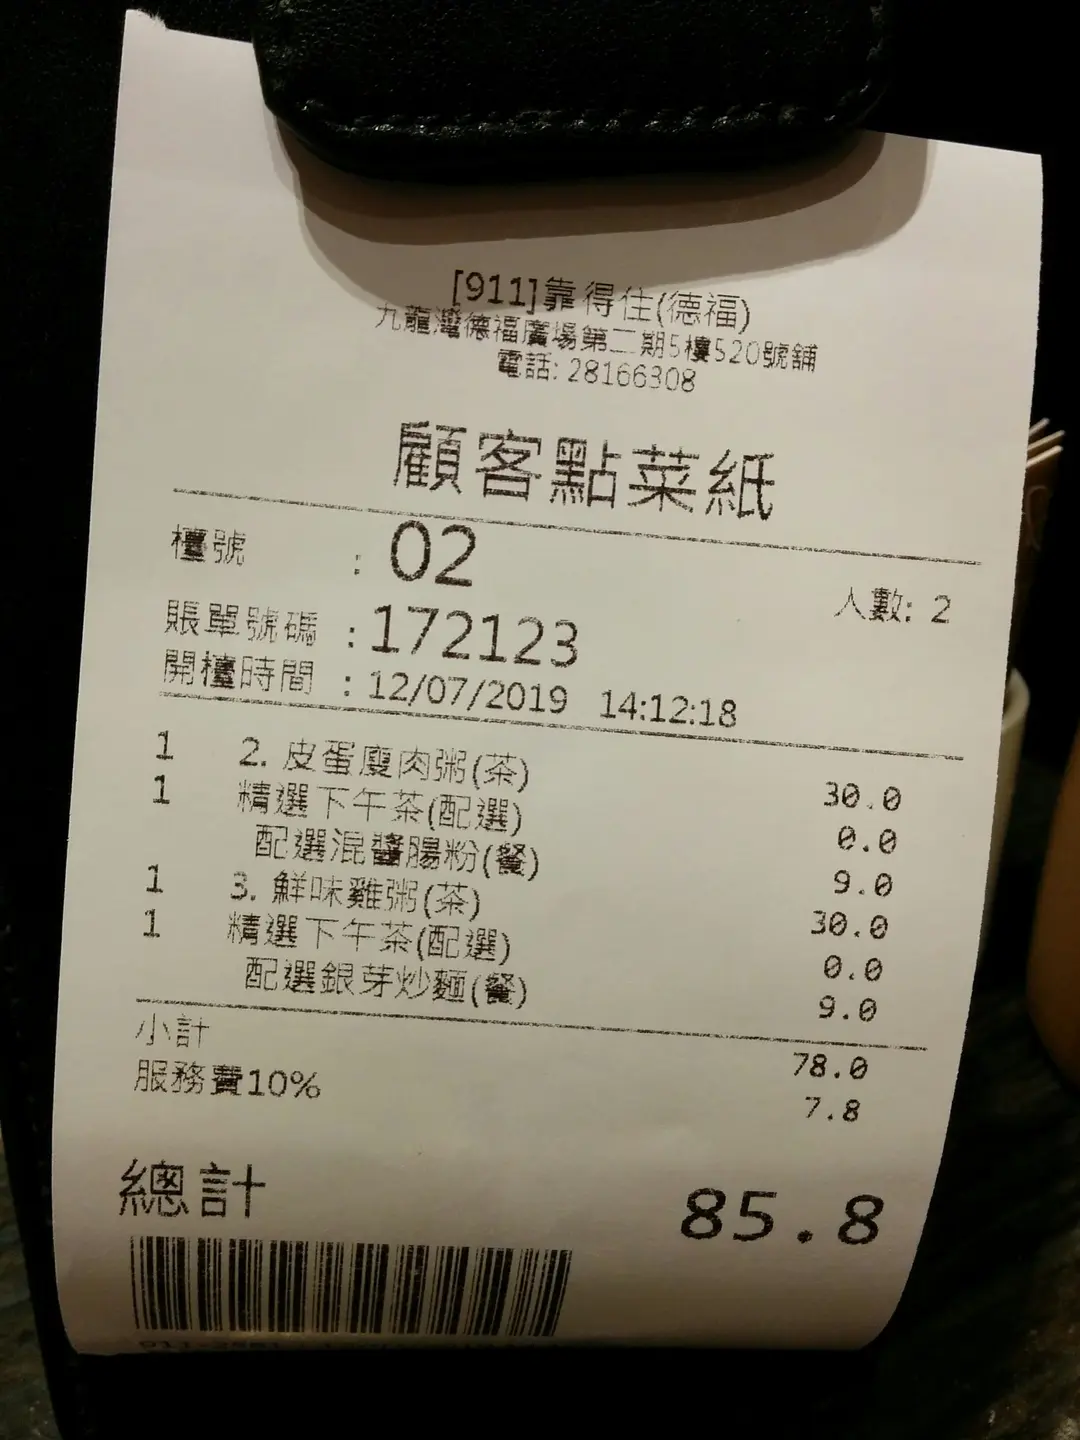 [911]靠得住(德福)
九龍灣德福廣場第二期5樓520號舖
電話: 28166308
顧客點菜紙
檯號 : 02 人數: 2
賬單號碼 : 172123
開檯時間 : 12/07/2019 14:12:18
1 2. 皮蛋廋肉粥(茶) 30.0
1 精選下午茶(配選) 0.0
配選混醬腸粉(餐) 9.0
1 3. 鮮味雞粥(茶) 30.0
1 精選下午茶(配選) 0.0
配選銀芽炒麵(餐) 9.0
小計 78.0
服務費10% 7.8
總計 85.8